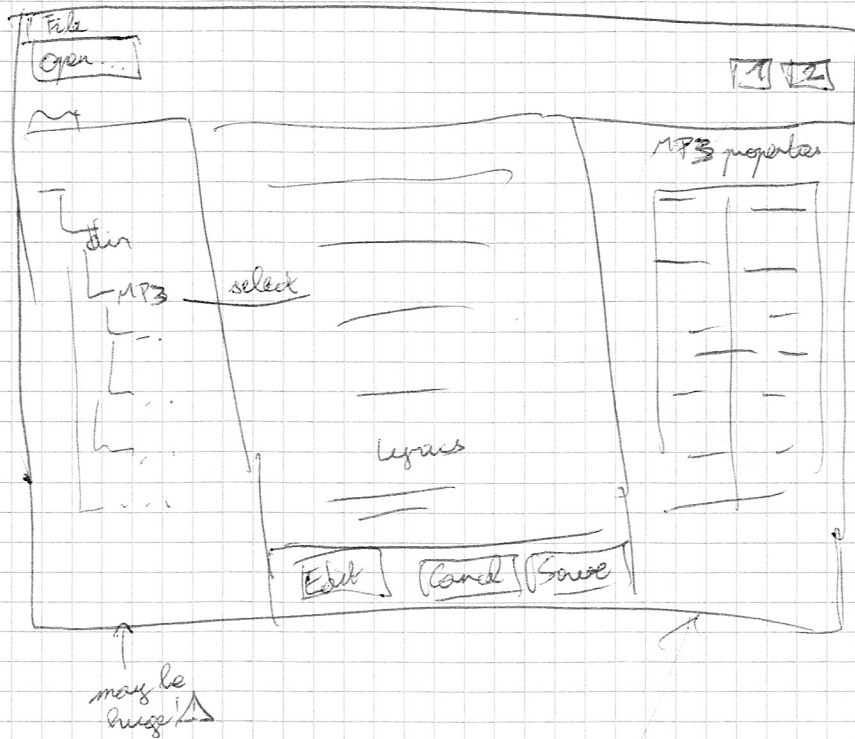 File
Open...
1 2
MP3 properties
dir
MP3 select
...
...
...
...
Lyrics
Edit Cancel Save
may be
huge!